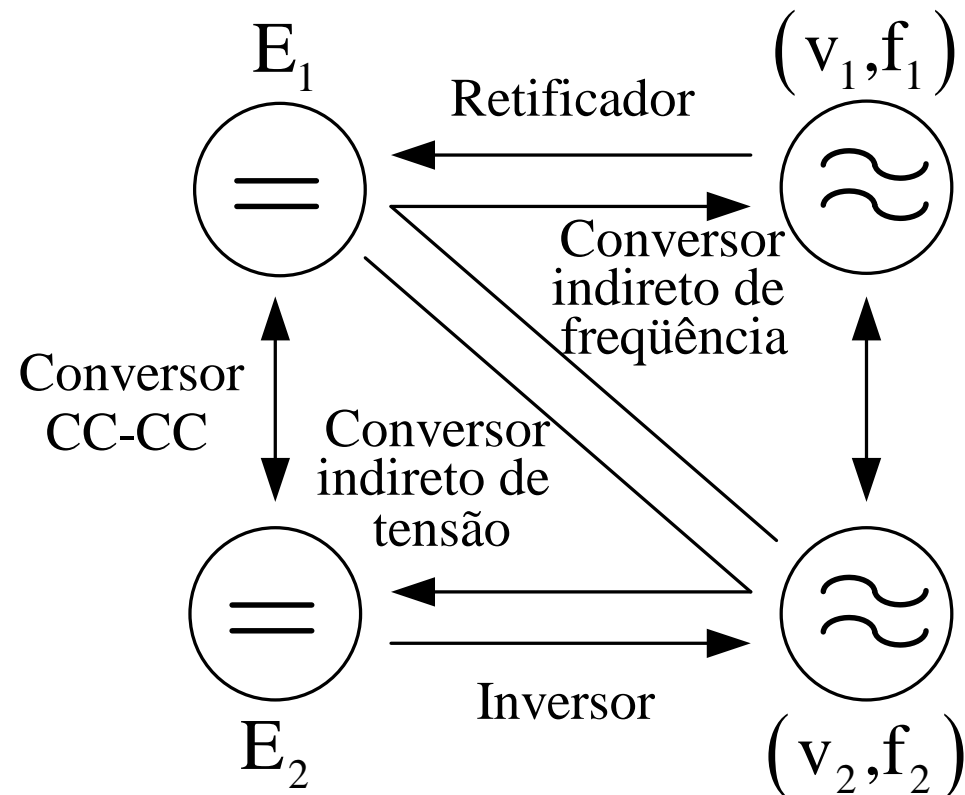 E₁
(v₁,f₁)
Retificador
Conversor
indireto de
freqüência
Conversor
CC-CC
Conversor
indireto de
tensão
Inversor
E₂
(v₂,f₂)